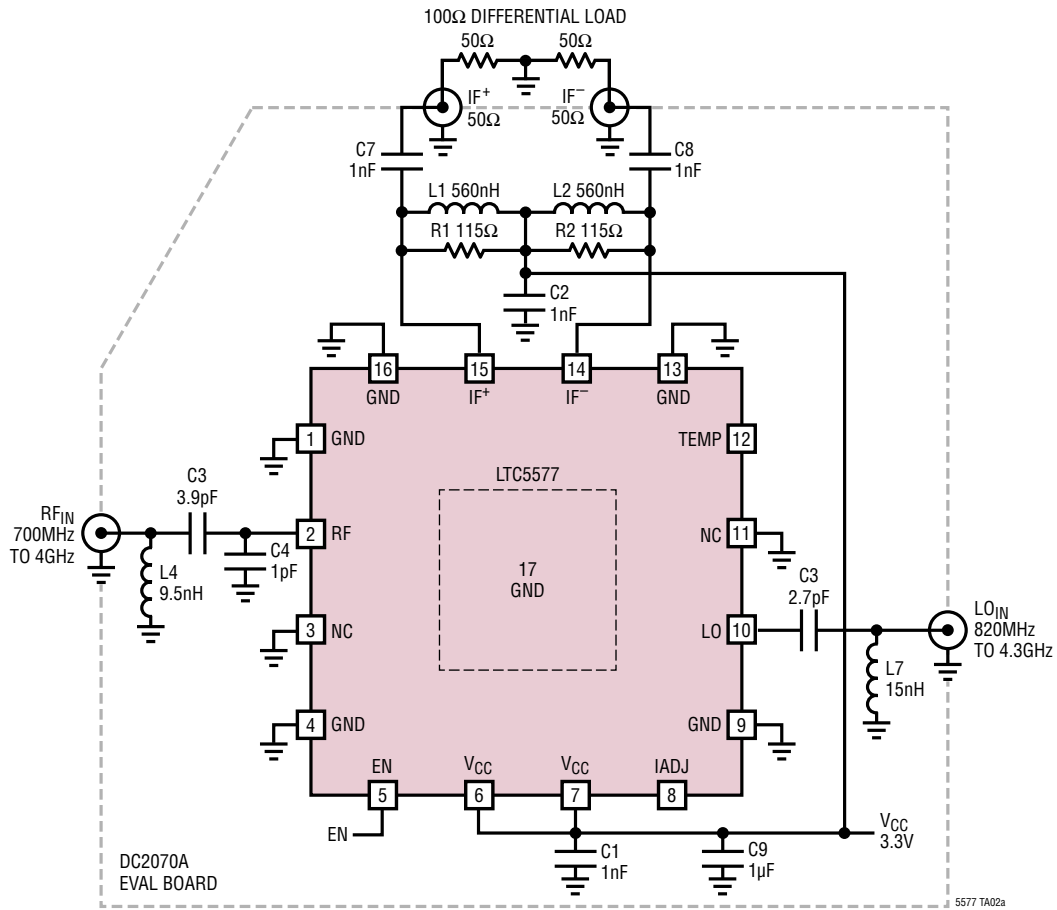 100Ω DIFFERENTIAL LOAD
50Ω
50Ω
IF+
50Ω
IF−
50Ω
C7
1nF
C8
1nF
L1 560nH
L2 560nH
R1 115Ω
R2 115Ω
C2
1nF
16
GND
15
IF+
14
IF−
13
GND
1 GND
TEMP 12
LTC5577
C3
3.9pF
RFIN
700MHz
TO 4GHz
2 RF
NC 11
C4
1pF
L4
9.5nH
17
GND
C3
2.7pF
3 NC
LO 10
LOIN
820MHz
TO 4.3GHz
L7
15nH
4 GND
GND 9
EN
5
VCC
6
VCC
7
IADJ
8
EN
VCC
3.3V
C1
1nF
C9
1µF
DC2070A
EVAL BOARD
5577 TA02a